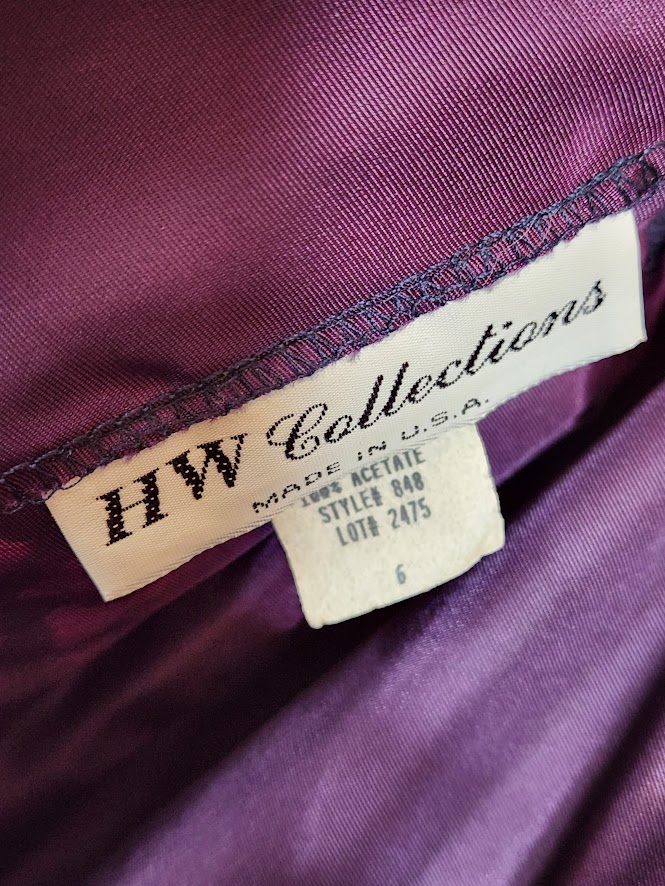 HW Collections
MADE IN U.S.A.
100% ACETATE
STYLE# 848
LOT# 2475
6